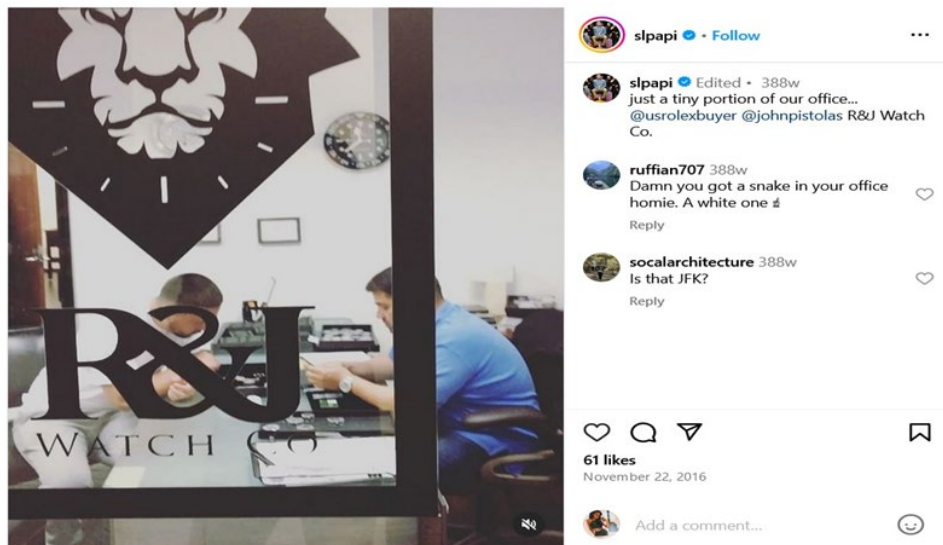 R&J
WATCH CO
slpapi • Follow
slpapi Edited • 388w
just a tiny portion of our office...
@usrolexbuyer @johnpistolas R&J Watch
Co.
ruffian707 388w
Damn you got a snake in your office
homie. A white one
Reply
socalarchitecture 388w
Is that JFK?
Reply
61 likes
November 22, 2016
Add a comment...